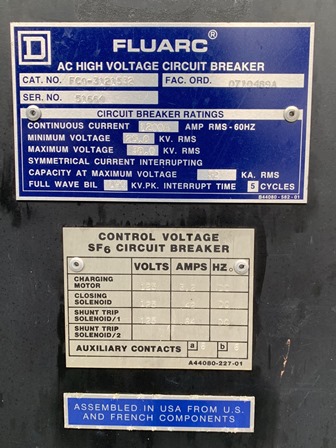 D FLUARC®
AC HIGH VOLTAGE CIRCUIT BREAKER
CAT. NO. FAC. ORD. 0710469A
SER. NO.
CIRCUIT BREAKER RATINGS
CONTINUOUS CURRENT AMP RMS - 60HZ
MINIMUM VOLTAGE KV. RMS
MAXIMUM VOLTAGE KV. RMS
SYMMETRICAL CURRENT INTERRUPTING
CAPACITY AT MAXIMUM VOLTAGE KA. RMS
FULL WAVE BIL KV.PK. INTERRUPT TIME 5 CYCLES
B44080-582-01
CONTROL VOLTAGE
SF6 CIRCUIT BREAKER
VOLTS AMPS HZ.
CHARGING MOTOR
CLOSING SOLENOID
SHUNT TRIP SOLENOID/1
SHUNT TRIP SOLENOID/2
AUXILIARY CONTACTS a b
A44080-227-01
ASSEMBLED IN USA FROM U.S.
AND FRENCH COMPONENTS